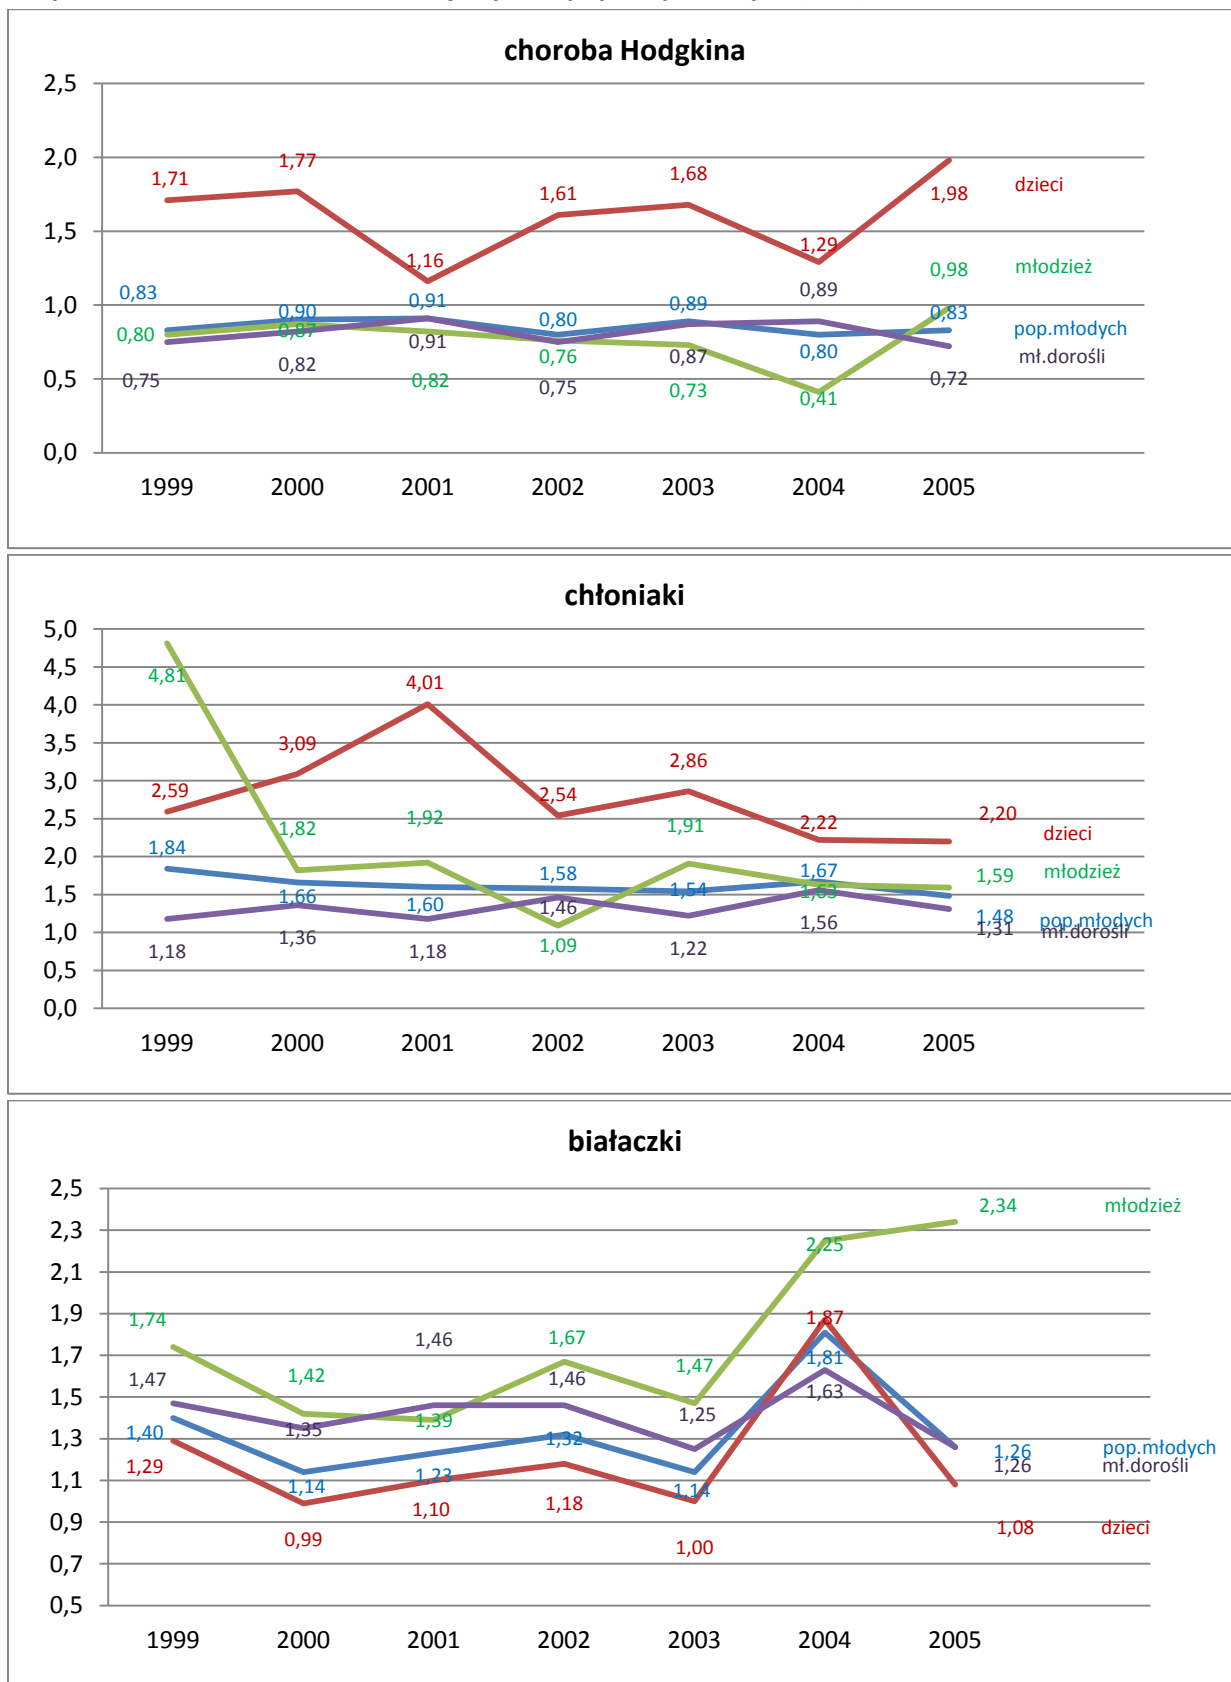 choroba Hodgkina
2,5
2,0
1,5
1,0
0,5
0,0
1,71 1,77 1,16 1,61 1,68 1,29 1,98 dzieci
0,80 0,87 0,82 0,76 0,73 0,41 0,98 młodzież
0,83 0,90 0,91 0,80 0,89 0,80 0,83 pop.młodych
0,75 0,82 0,91 0,75 0,87 0,89 0,72 mł.dorośli
1999 2000 2001 2002 2003 2004 2005
chłoniaki
5,0
4,5
4,0
3,5
3,0
2,5
2,0
1,5
1,0
0,5
0,0
2,59 3,09 4,01 2,54 2,86 2,22 2,20 dzieci
4,81 1,82 1,92 1,09 1,91 1,63 1,59 młodzież
1,84 1,66 1,60 1,58 1,54 1,67 1,48 pop.młodych
1,18 1,36 1,18 1,46 1,22 1,56 1,31 mł.dorośli
1999 2000 2001 2002 2003 2004 2005
białaczki
2,5
2,3
2,1
1,9
1,7
1,5
1,3
1,1
0,9
0,7
0,5
1,74 1,42 1,39 1,67 1,47 2,25 2,34 młodzież
1,40 1,14 1,23 1,32 1,14 1,81 1,26 pop.młodych
1,47 1,35 1,46 1,46 1,25 1,63 1,26 mł.dorośli
1,29 0,99 1,10 1,18 1,00 1,87 1,08 dzieci
1999 2000 2001 2002 2003 2004 2005